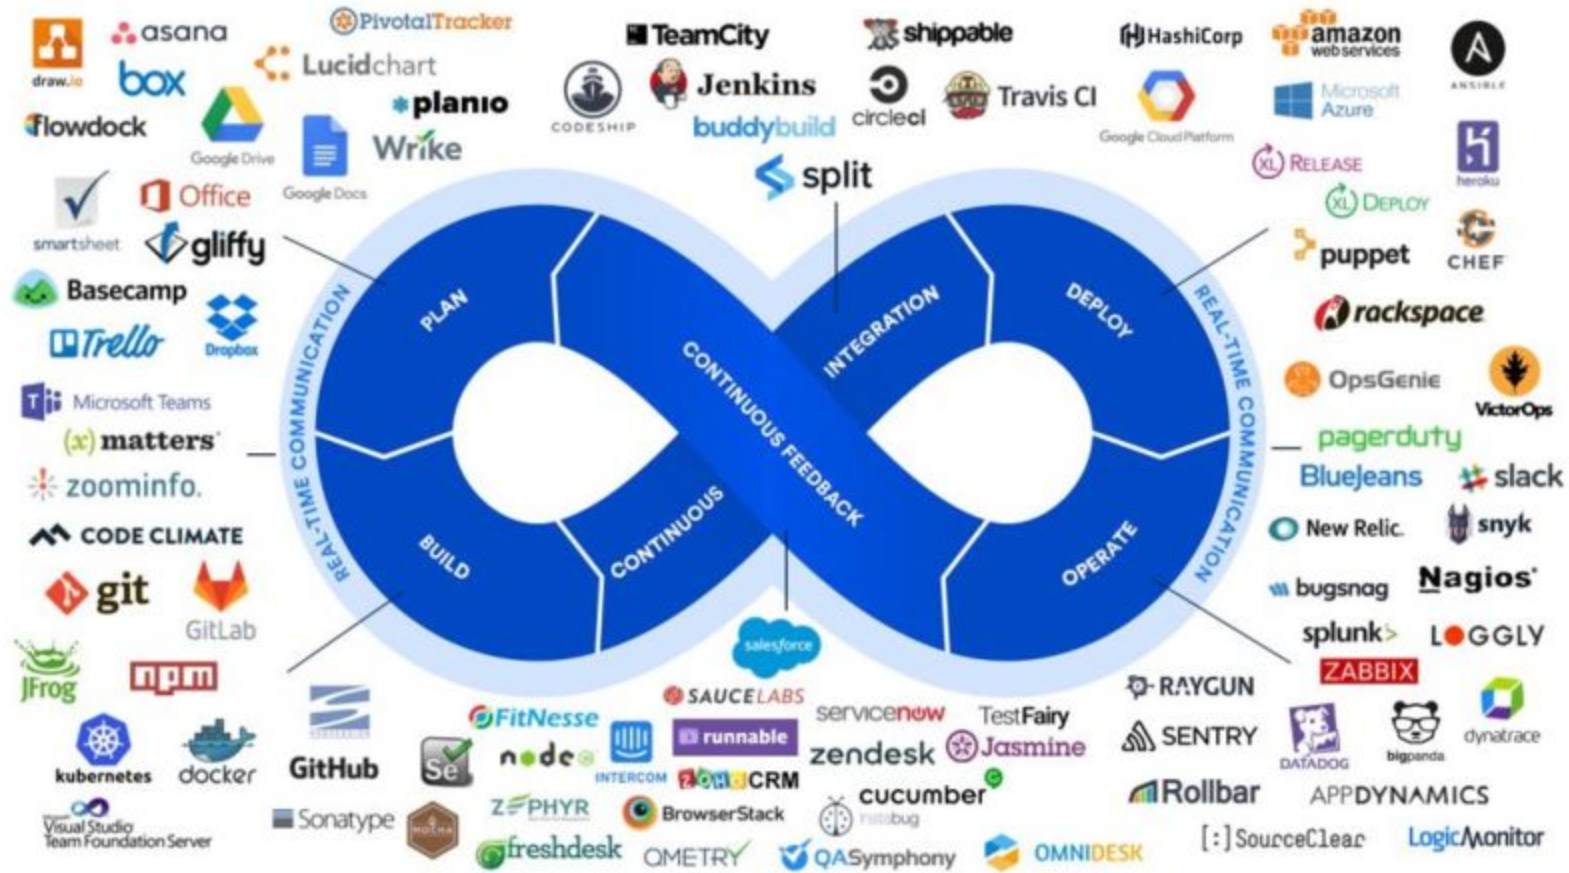 draw.io
asana
PivotalTracker
box
Lucidchart
planio
flowdock
Google Drive
Google Docs
Wrike
smartsheet
Office
gliffy
Basecamp
Trello
Dropbox
TeamCity
shippable
CODESHIP
Jenkins
circleci
Travis CI
buddybuild
split
HashiCorp
amazon
web services
ANSIBLE
Google Cloud Platform
Microsoft
Azure
XL RELEASE
heroku
XL DEPLOY
puppet
CHEF
rackspace
REAL-TIME COMMUNICATION
PLAN
BUILD
CONTINUOUS
INTEGRATION
CONTINUOUS FEEDBACK
DEPLOY
OPERATE
REAL-TIME COMMUNICATION
Microsoft Teams
(x) matters
zoominfo.
CODE CLIMATE
git
GitLab
JFrog
npm
kubernetes
docker
GitHub
Visual Studio
Team Foundation Server
Sonatype
OpsGenie
VictorOps
pagerduty
BlueJeans
slack
New Relic.
snyk
bugsnag
Nagios
splunk>
LOGGLY
ZABBIX
salesforce
SAUCELABS
FitNesse
servicenow
TestFairy
Se
node
INTERCOM
runnable
zendesk
Jasmine
ZOHO CRM
MOCHA
ZEPHYR
BrowserStack
cucumber
instabug
freshdesk
QMETRY
QASymphony
OMNIDESK
RAYGUN
SENTRY
DATADOG
bigpanda
dynatrace
Rollbar
APPDYNAMICS
[:]SourceClear
LogicMonitor